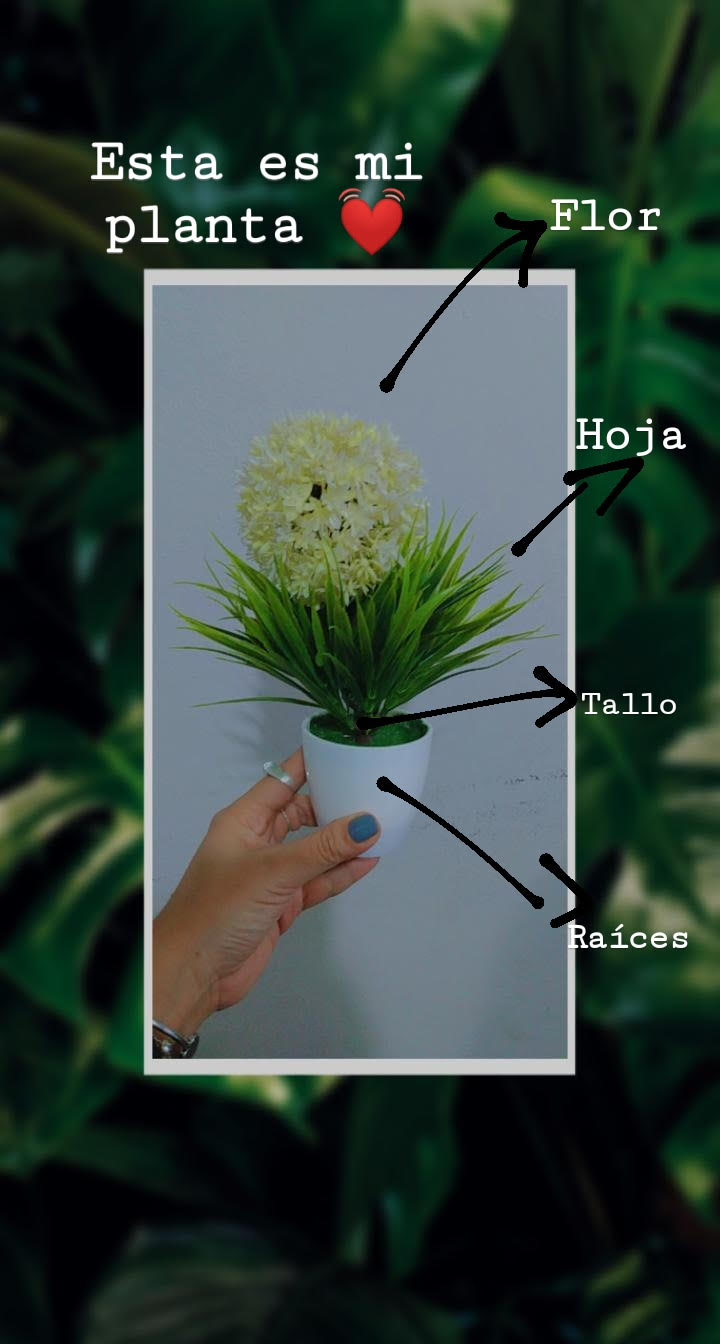 Esta es mi
planta 💓
Flor
Hoja
Tallo
Raíces